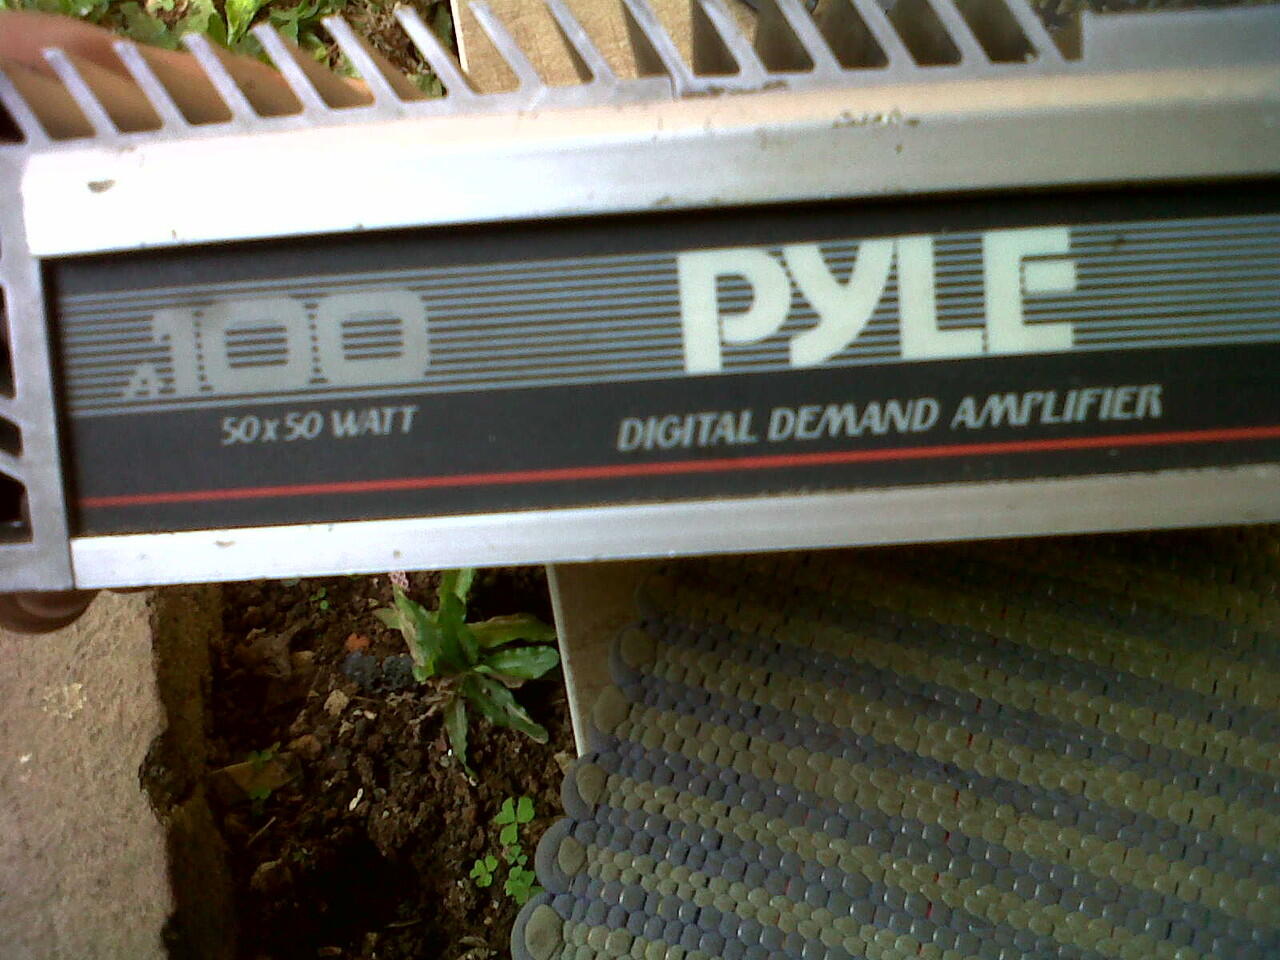 A100
50x50 WATT
PYLE
DIGITAL DEMAND AMPLIFIER